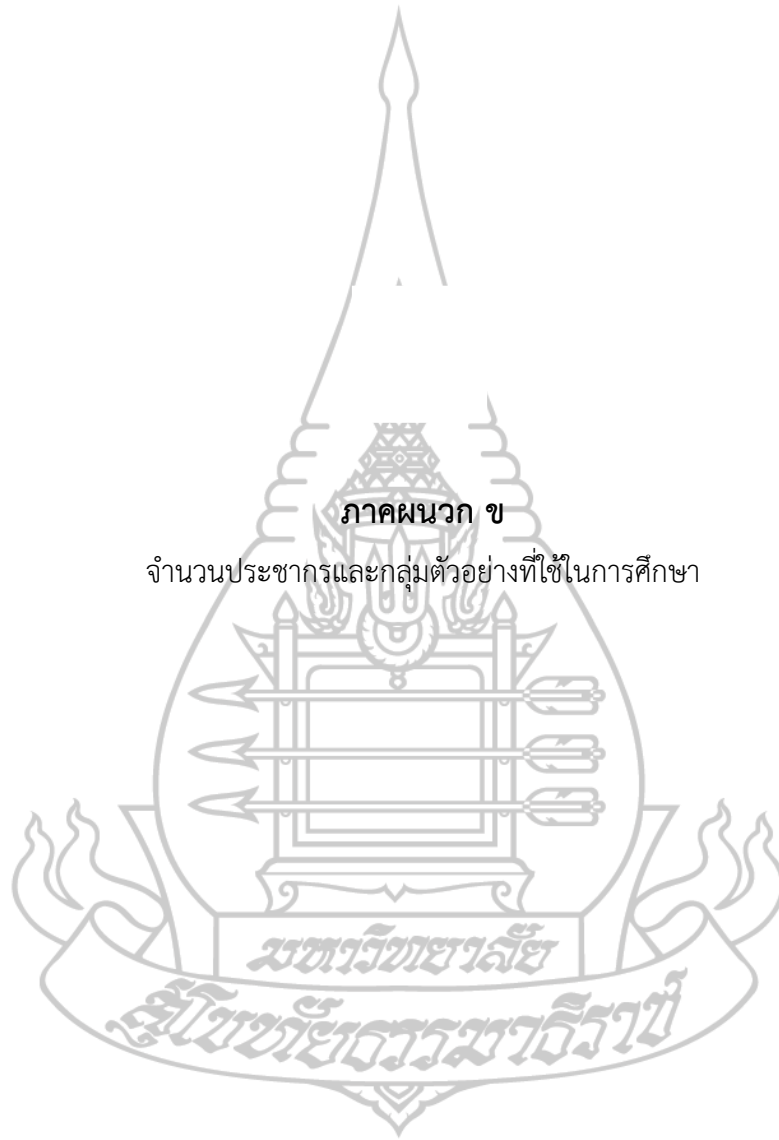 ภาคผนวก ข
จำนวนประชากรและกลุ่มตัวอย่างที่ใช้ในการศึกษา
มหาวิทยาลัย
สุโขทัยธรรมาธิราช